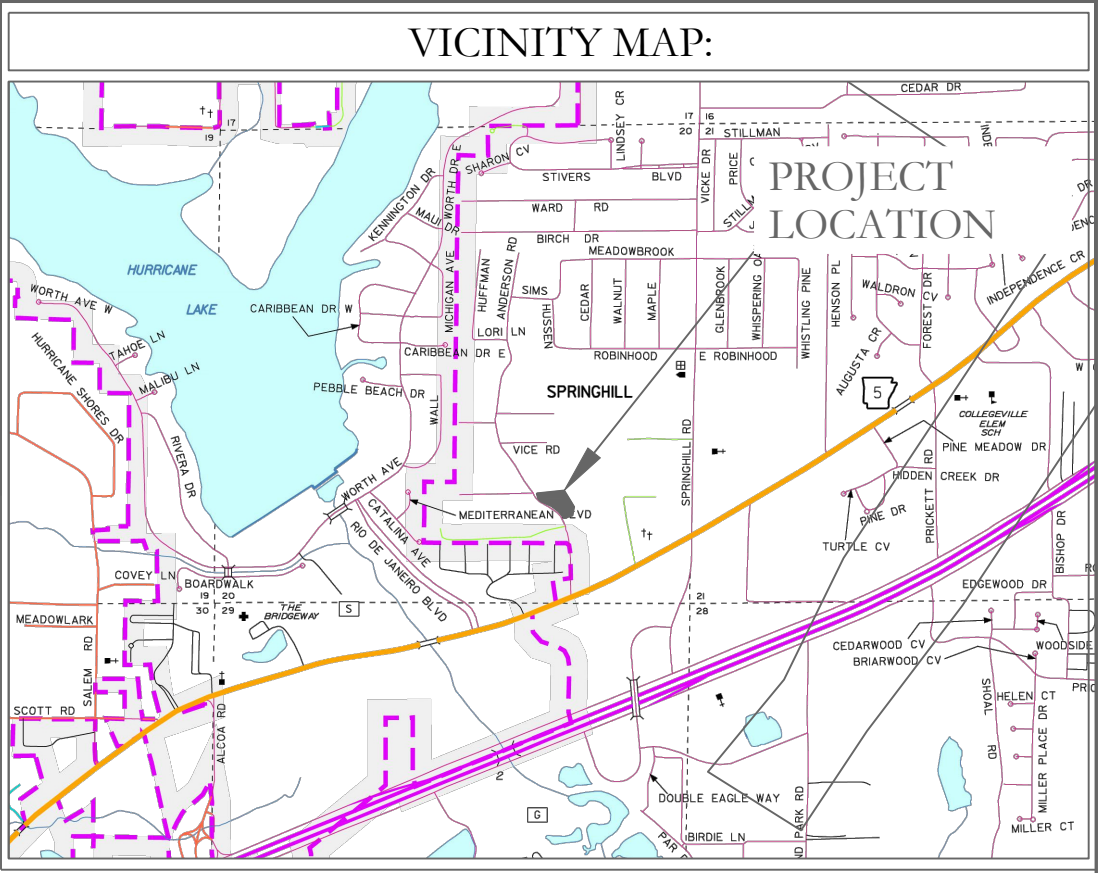 VICINITY MAP:
CEDAR DR
17
19
17 16
20 21
STILLMAN
LINDSEY CR
SHARON CV
STIVERS BLVD
VICKE DR
PRICE
PROJECT
LOCATION
KENNINGTON DR
MAUI DR
WORTH DR E
WARD RD
BIRCH DR
MEADOWBROOK
HURRICANE
LAKE
WORTH AVE W
CARIBBEAN DR W
MICHIGAN AVE
HUFFMAN
ANDERSON RD
SIMS
HUSSEN
CEDAR
WALNUT
MAPLE
GLENBROOK
WHISPERING OA
WHISTLING PINE
HENSON PL
WALDRON CV
FOREST DR
INDEPENDENCE CR
LORI LN
CARIBBEAN DR E
ROBINHOOD
E ROBINHOOD
AUGUSTA CR
TAHOE LN
MALIBU LN
HURRICANE SHORES DR
PEBBLE BEACH DR
WALL
SPRINGHILL
5
COLLEGEVILLE
ELEM
SCH
PINE MEADOW DR
RIVERA DR
VICE RD
SPRINGHILL RD
HIDDEN CREEK DR
PRICKETT RD
WORTH AVE
MEDITERRANEAN BLVD
CATALINA AVE
RIO DE JANEIRO BLVD
PINE DR
TURTLE CV
BISHOP DR
COVEY LN
BOARDWALK
EDGEWOOD DR
19 20
30 29
THE
BRIDGEWAY
S
21
28
MEADOWLARK
CEDARWOOD CV
BRIARWOOD CV
WOODSIDE
SALEM RD
SCOTT RD
ALCOA RD
SHOAL RD
HELEN CT
MILLER PLACE DR
2
G
DOUBLE EAGLE WAY
BIRDIE LN
MILLER CT